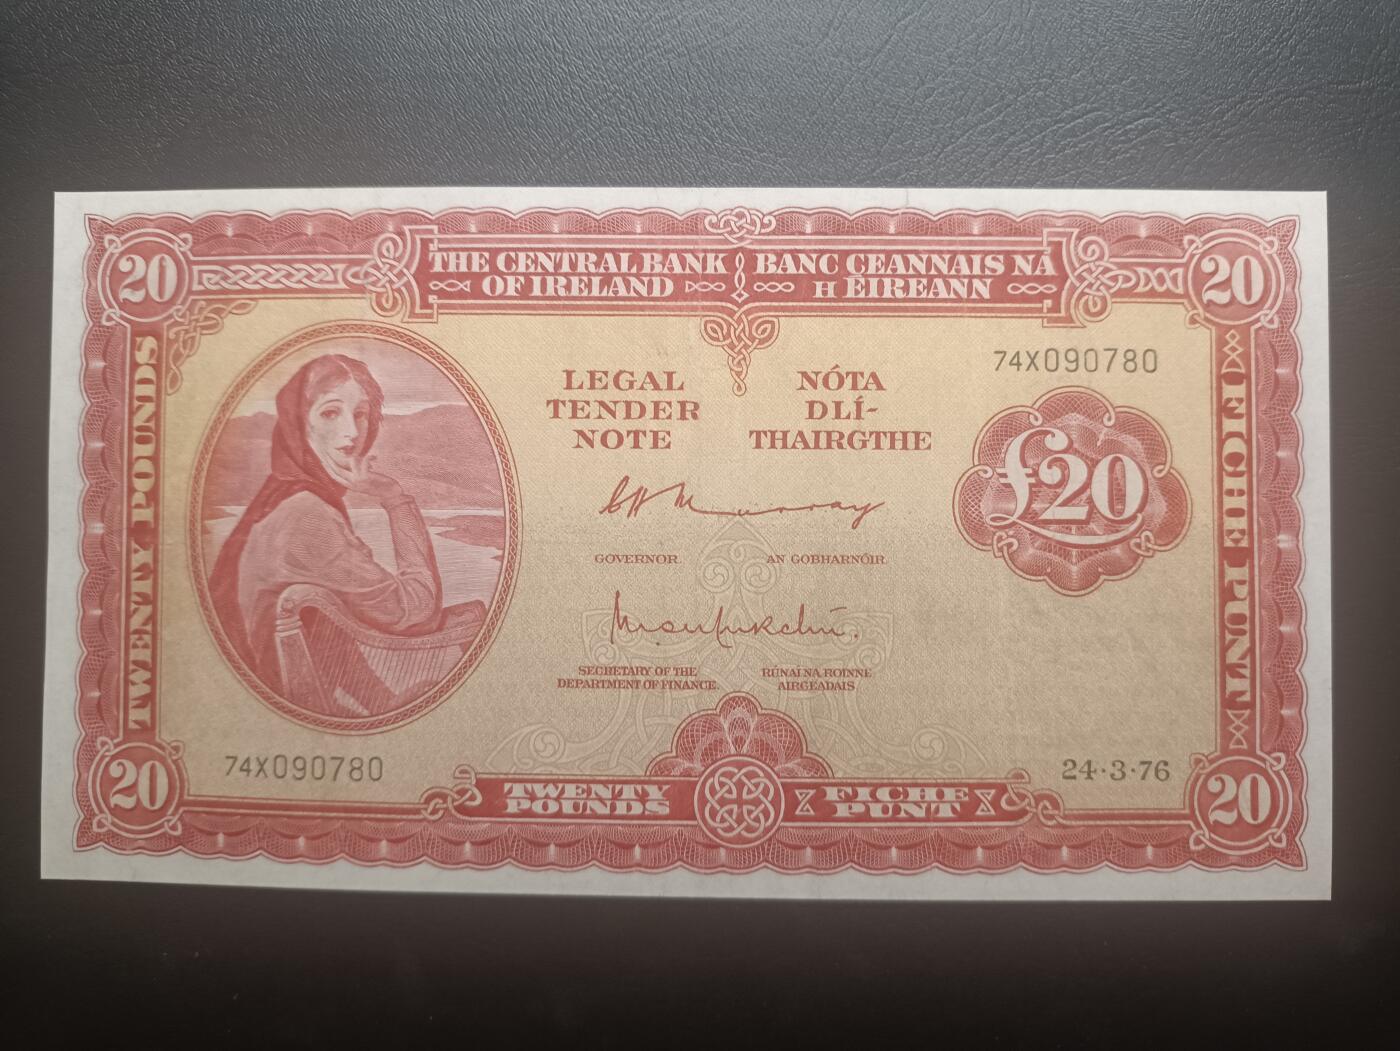 20
THE CENTRAL BANK
OF IRELAND
BANC CEANNAIS NA
H ÉIREANN
20
TWENTY POUNDS
LEGAL
TENDER
NOTE
NÓTA
DLÍ-
THAIRGTHE
74X090780
£20
FICHE PUNT
GOVERNOR
AN GOBHARNÓIR
SECRETARY OF THE
DEPARTMENT OF FINANCE.
RÚNAI NA ROINNE
AIRGEADAIS
74X090780
24·3·76
20
TWENTY
POUNDS
FICHE
PUNT
20